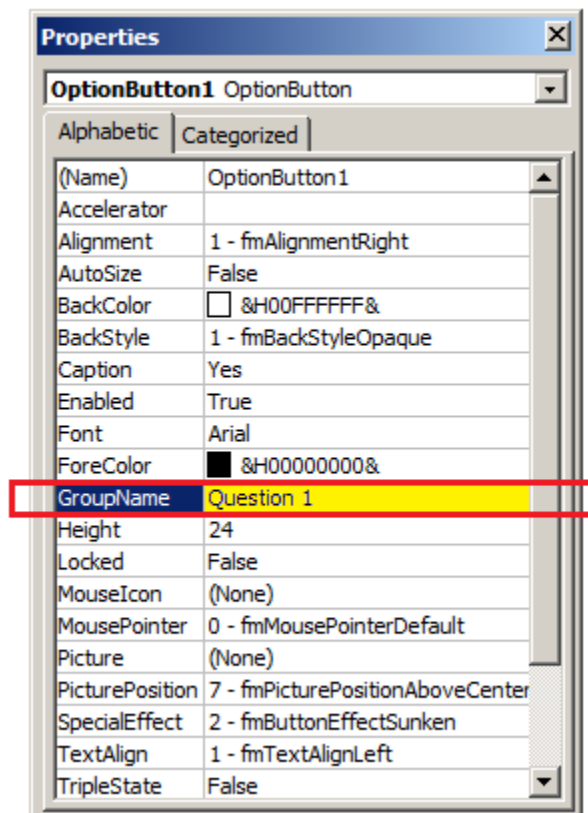 Properties
OptionButton1 OptionButton
Alphabetic Categorized
(Name) OptionButton1
Accelerator
Alignment 1 - fmAlignmentRight
AutoSize False
BackColor &H00FFFFFF&
BackStyle 1 - fmBackStyleOpaque
Caption Yes
Enabled True
Font Arial
ForeColor &H00000000&
GroupName Question 1
Height 24
Locked False
MouseIcon (None)
MousePointer 0 - fmMousePointerDefault
Picture (None)
PicturePosition 7 - fmPicturePositionAboveCenter
SpecialEffect 2 - fmButtonEffectSunken
TextAlign 1 - fmTextAlignLeft
TripleState False